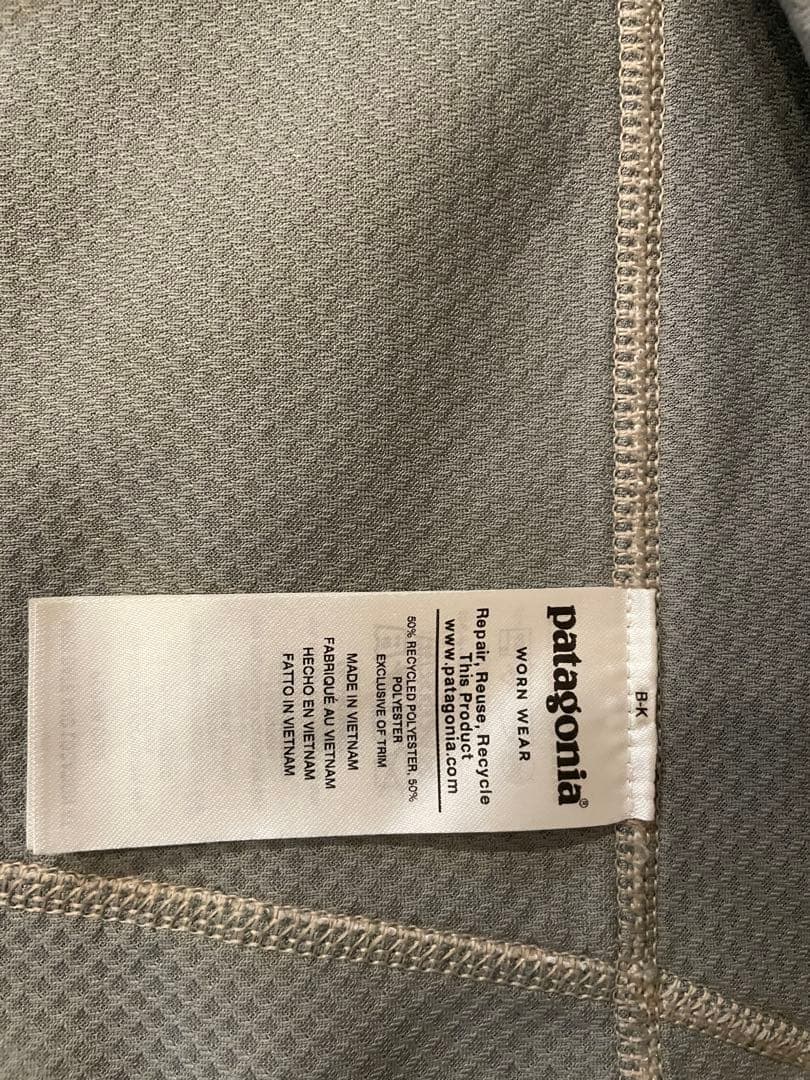 B-K
patagonia®
WORN WEAR
Repair, Reuse, Recycle
This Product
www.patagonia.com
50% RECYCLED POLYESTER, 50%
POLYESTER
EXCLUSIVE OF TRIM
MADE IN VIETNAM
FABRIQUÉ AU VIETNAM
HECHO EN VIETNAM
FATTO IN VIETNAM